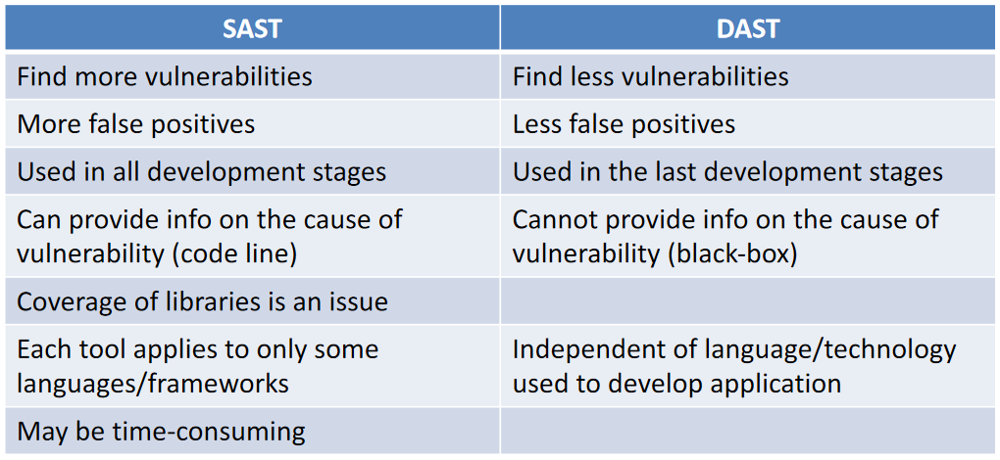 SAST DAST
Find more vulnerabilities Find less vulnerabilities
More false positives Less false positives
Used in all development stages Used in the last development stages
Can provide info on the cause of Cannot provide info on the cause of
vulnerability (code line) vulnerability (black-box)
Coverage of libraries is an issue
Each tool applies to only some Independent of language/technology
languages/frameworks used to develop application
May be time-consuming